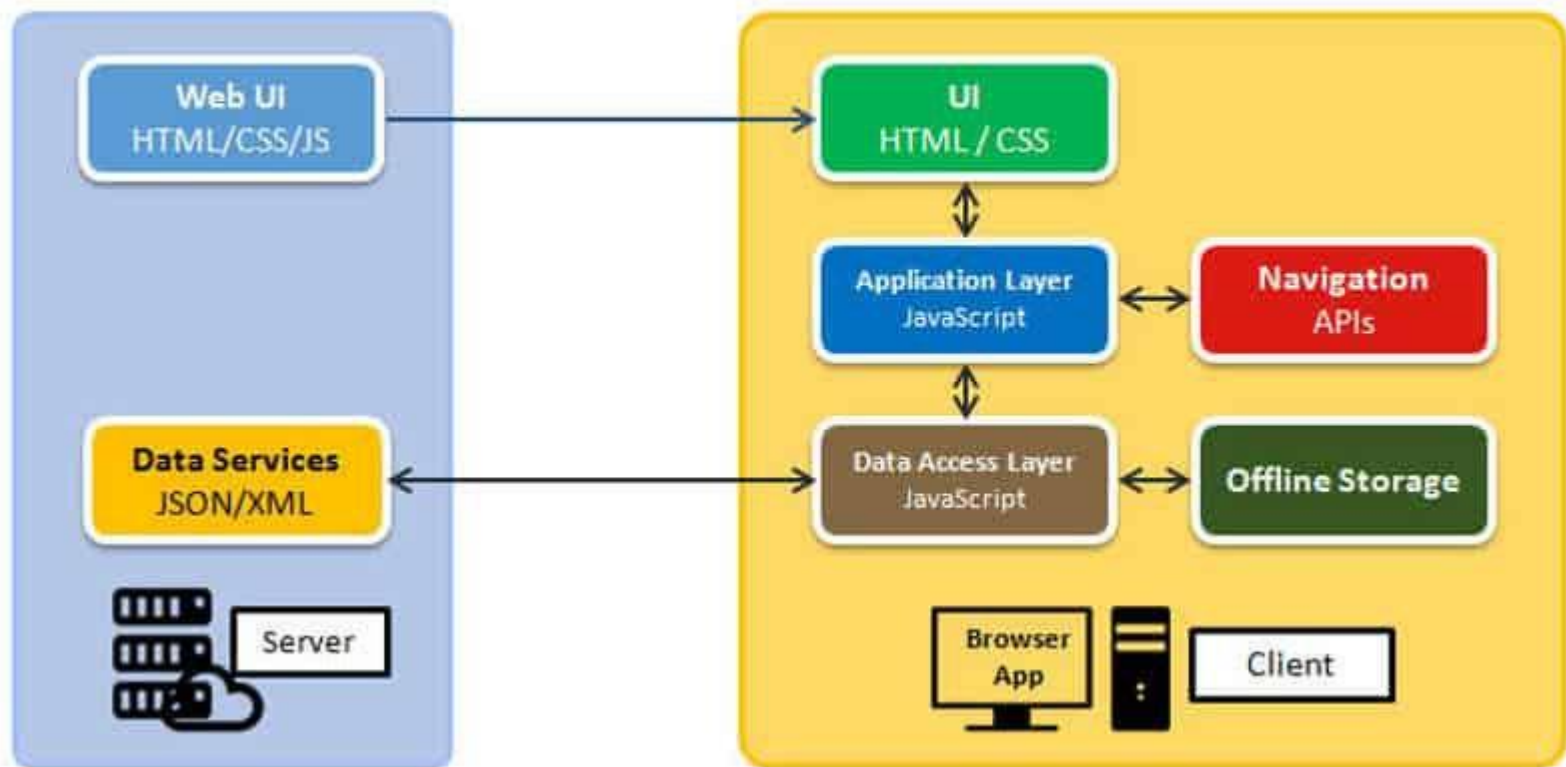 Web UI
HTML/CSS/JS
UI
HTML / CSS
Application Layer
JavaScript
Navigation
APIs
Data Services
JSON/XML
Data Access Layer
JavaScript
Offline Storage
Server
Browser
App
Client